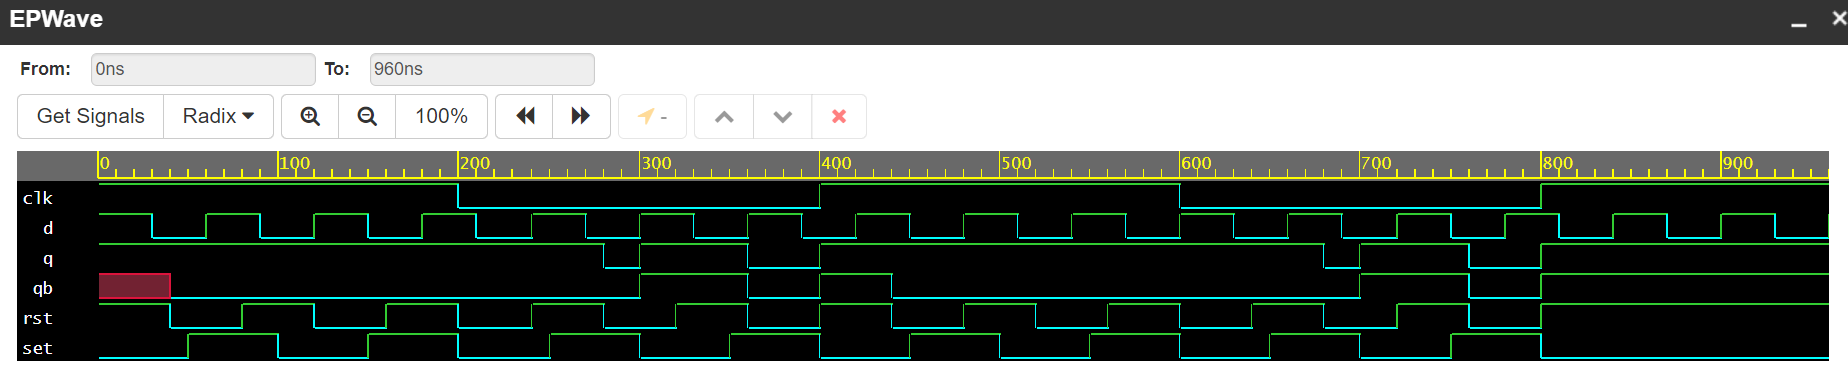 EPWave
From: 0ns To: 960ns
Get Signals Radix 100% -
0 100 200 300 400 500 600 700 800 900
clk
d
q
qb
rst
set